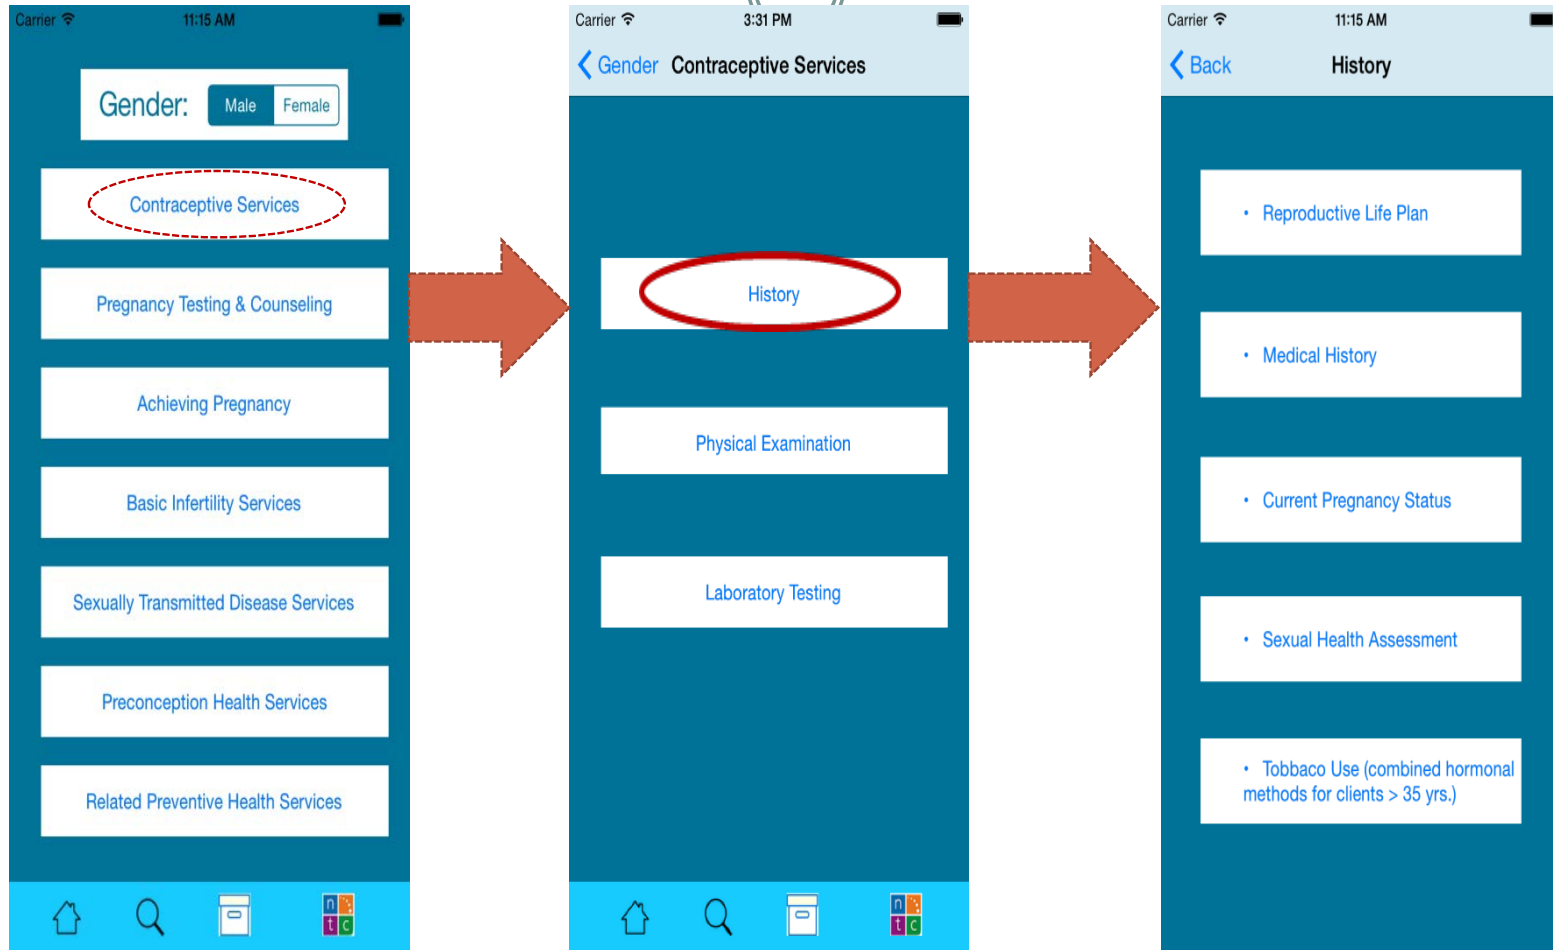 Carrier 11:15 AM
Gender: Male Female
Contraceptive Services
Pregnancy Testing & Counseling
Achieving Pregnancy
Basic Infertility Services
Sexually Transmitted Disease Services
Preconception Health Services
Related Preventive Health Services
n
t c
Carrier 3:31 PM
Gender Contraceptive Services
History
Physical Examination
Laboratory Testing
n
t c
Carrier 11:15 AM
Back History
• Reproductive Life Plan
• Medical History
• Current Pregnancy Status
• Sexual Health Assessment
• Tobbaco Use (combined hormonal
methods for clients > 35 yrs.)